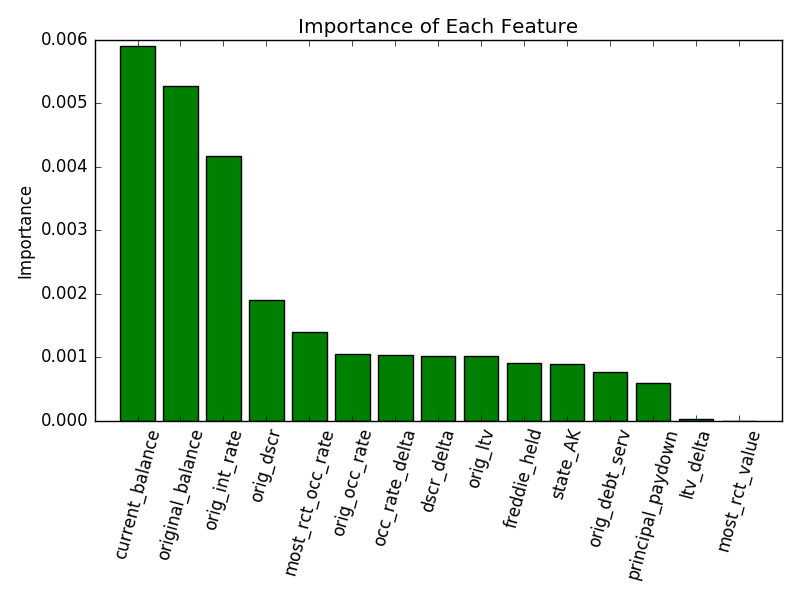 Importance of Each Feature
0.006
0.005
0.004
0.003
0.002
0.001
0.000
Importance
current_balance
original_balance
orig_int_rate
orig_dscr
most_rct_occ_rate
orig_occ_rate
occ_rate_delta
dscr_delta
orig_ltv
freddie_held
state_AK
orig_debt_serv
principal_paydown
ltv_delta
most_rct_value